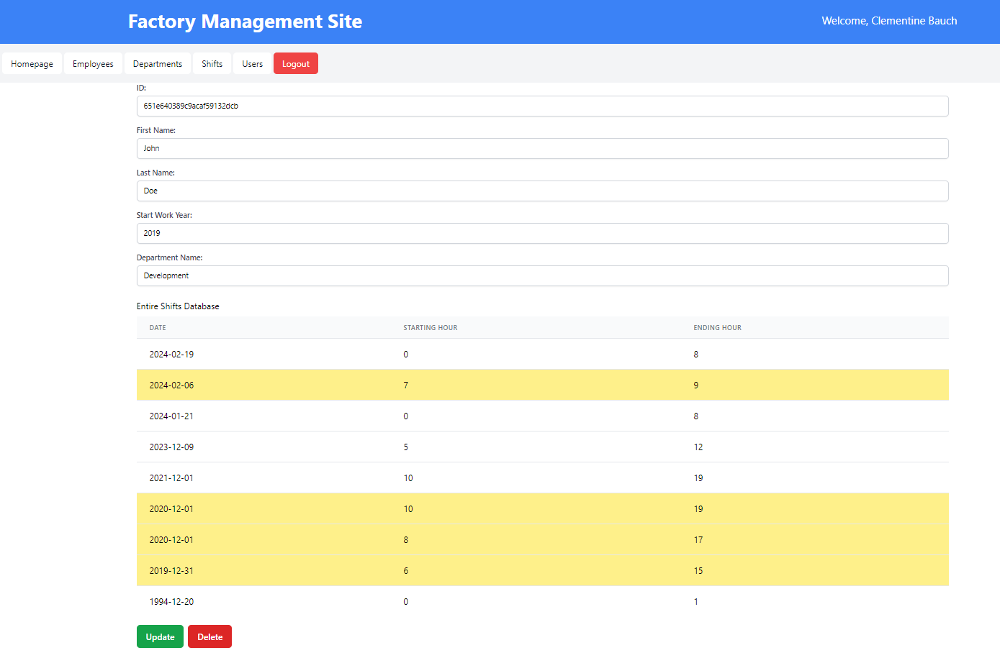 Factory Management Site
Welcome, Clementine Bauch
Homepage Employees Departments Shifts Users Logout
ID:
651e640389c9acaf59132dcb
First Name:
John
Last Name:
Doe
Start Work Year:
2019
Department Name:
Development
Entire Shifts Database
DATE STARTING HOUR ENDING HOUR
2024-02-19 0 8
2024-02-06 7 9
2024-01-21 0 8
2023-12-09 5 12
2021-12-01 10 19
2020-12-01 10 19
2020-12-01 8 17
2019-12-31 6 15
1994-12-20 0 1
Update Delete